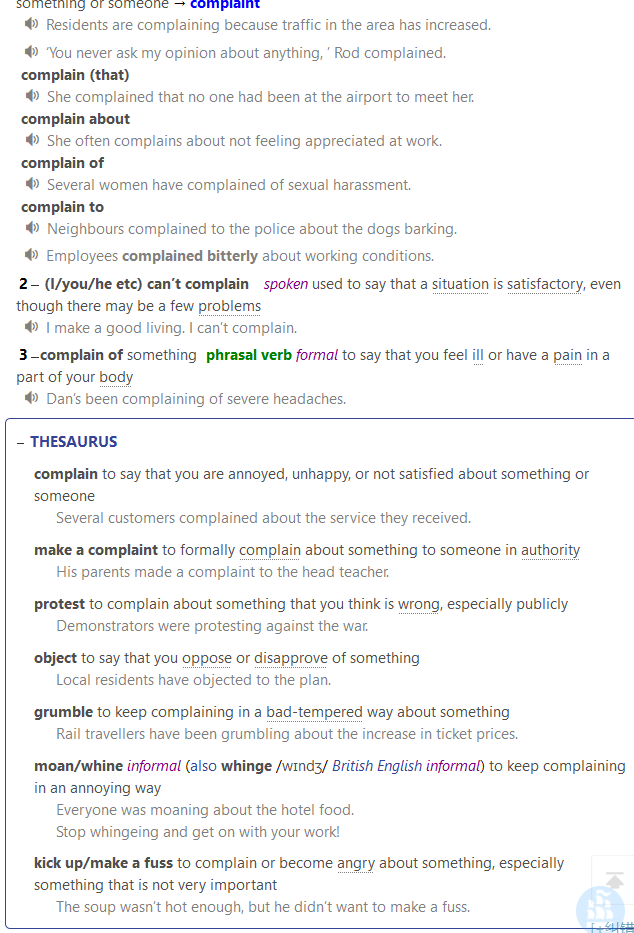 something or someone → complaint
Residents are complaining because traffic in the area has increased.
‘You never ask my opinion about anything, ’ Rod complained.
complain (that)
She complained that no one had been at the airport to meet her.
complain about
She often complains about not feeling appreciated at work.
complain of
Several women have complained of sexual harassment.
complain to
Neighbours complained to the police about the dogs barking.
Employees complained bitterly about working conditions.
2 – (I/you/he etc) can’t complain spoken used to say that a situation is satisfactory, even
though there may be a few problems
I make a good living. I can’t complain.
3 –complain of something phrasal verb formal to say that you feel ill or have a pain in a
part of your body
Dan’s been complaining of severe headaches.
– THESAURUS
complain to say that you are annoyed, unhappy, or not satisfied about something or
someone
Several customers complained about the service they received.
make a complaint to formally complain about something to someone in authority
His parents made a complaint to the head teacher.
protest to complain about something that you think is wrong, especially publicly
Demonstrators were protesting against the war.
object to say that you oppose or disapprove of something
Local residents have objected to the plan.
grumble to keep complaining in a bad-tempered way about something
Rail travellers have been grumbling about the increase in ticket prices.
moan/whine informal (also whinge /wɪndʒ/ British English informal) to keep complaining
in an annoying way
Everyone was moaning about the hotel food.
Stop whingeing and get on with your work!
kick up/make a fuss to complain or become angry about something, especially
something that is not very important
The soup wasn’t hot enough, but he didn’t want to make a fuss.
[+纠错